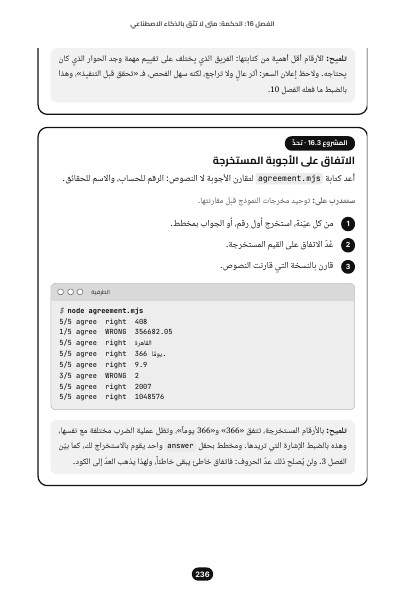 الفصل 16: الحكمة: متى لا تثق بالذكاء الاصطناعي
تلميح: الأرقام أقل أهمية من كتابتها: الفريق الذي يختلف على تقييم مهمة وجد الحوار الذي كان
يحتاجه. ولاحظ إعلان السعر: أثر عالٍ ولا تراجع، لكنه سهل الفحص، فـ«تحقق قبل التنفيذ»، وهذا
بالضبط ما فعله الفصل 10.
المشروع 16.3 · تحدٍّ
الاتفاق على الأجوبة المستخرجة
أعد كتابة agreement.mjs لتقارن الأجوبة لا النصوص: الرقم للحساب، والاسم للحقائق.
ستتدرب على: توحيد مخرجات النموذج قبل مقارنتها.
1 من كل عيّنة، استخرج أول رقم، أو الجواب بمخطط.
2 عُدّ الاتفاق على القيم المستخرجة.
3 قارن بالنسخة التي قارنت النصوص.
الطرفية
$ node agreement.mjs
5/5 agree right 408
1/5 agree WRONG 356682.05
5/5 agree right القاهرة
5/5 agree right 366 يومًا.
5/5 agree right 9.9
3/5 agree WRONG 2
5/5 agree right 2007
5/5 agree right 1048576
تلميح: بالأرقام المستخرجة، تتفق «366» و«366 يومًا»، وتظل عملية الضرب مختلفة مع نفسها،
وهذه بالضبط الإشارة التي تريدها. ومخطط بحقل answer واحد يقوم بالاستخراج لك، كما بيّن
الفصل 3. ولن يُصلح ذلك عدّ الحروف: فاتفاق خاطئ يبقى خاطئًا، ولهذا يذهب العدّ إلى الكود.
236